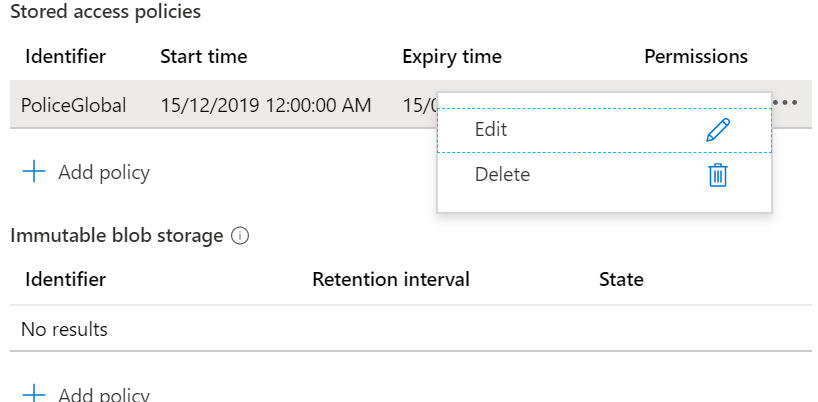 Stored access policies
Identifier Start time Expiry time Permissions
PoliceGlobal 15/12/2019 12:00:00 AM 15/0
Edit
Delete
Add policy
Immutable blob storage
Identifier Retention interval State
No results
Add policy